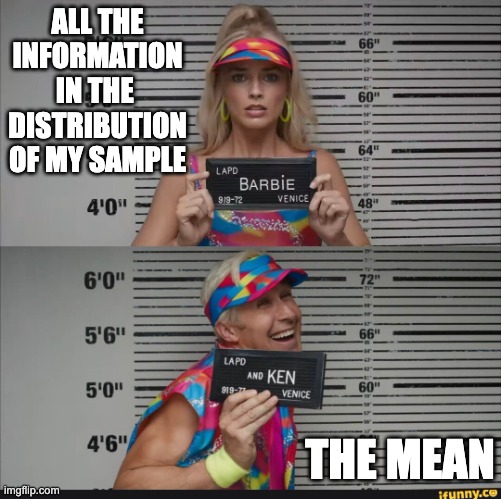 ALL THE
INFORMATION
IN THE
DISTRIBUTION
OF MY SAMPLE
66"
60"
64"
4'0"
48"
LAPD
BARBiE
919-72 VENICE
6'0"
72"
5'6"
66"
5'0"
60"
4'6"
LAPD
AND KEN
VENICE
THE MEAN
imgflip.com
ifunny.co